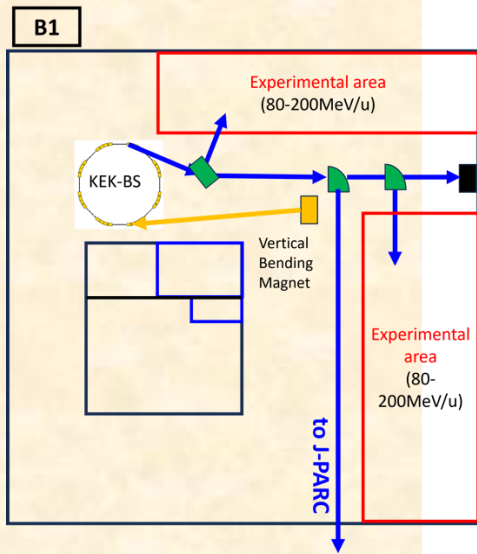 B1
Experimental area
(80-200MeV/u)
KEK-BS
Vertical
Bending
Magnet
Experimental
area
(80-
200MeV/u)
to J-PARC